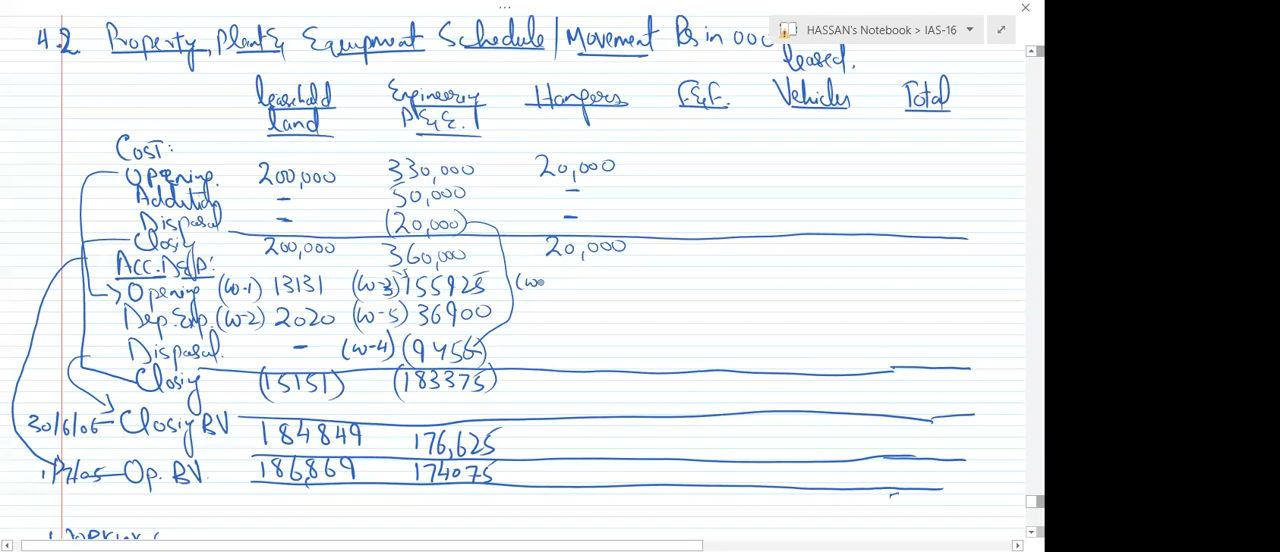 HASSAN's Notebook > IAS-16
4.2. Property, Plant & Equipment Schedule / Movement Rs in 000
leased.
leasehold Engineering Hangers F.&F. Vehicles Total
land P.&.E.
Cost:
Opening. 200,000 330,000 20,000
Addition - 50,000 -
Disposal - (20,000) -
Closing 200,000 360,000 20,000
Acc.Dep:
Opening (w-1) 13131 (w-3) 155925 (w
Dep.Exp. (w-2) 2020 (w-5) 36900
Disposal. - (w-4) (9450)
Closing (15151) (183375)
30/6/06 Closing BV 184849 176,625
1/7/05 Op. BV. 186,869 174075